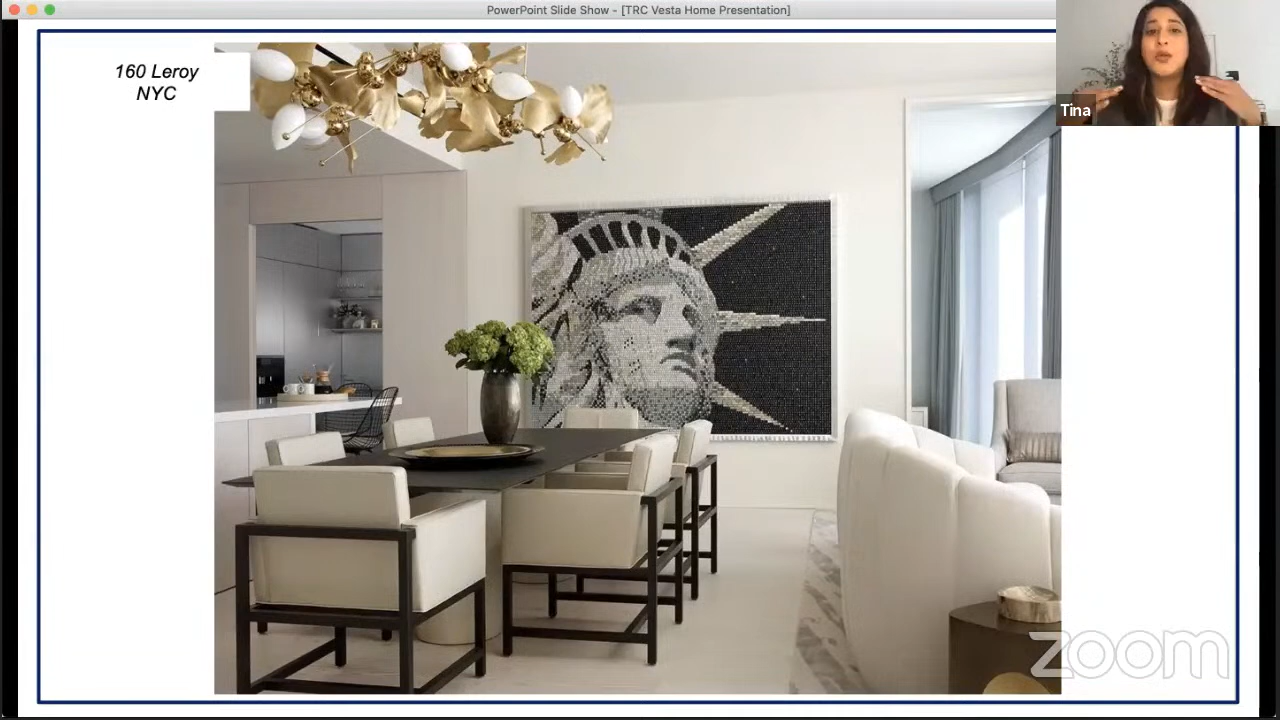 PowerPoint Slide Show - [TRC Vesta Home Presentation]
160 Leroy
NYC
Tina
zoom